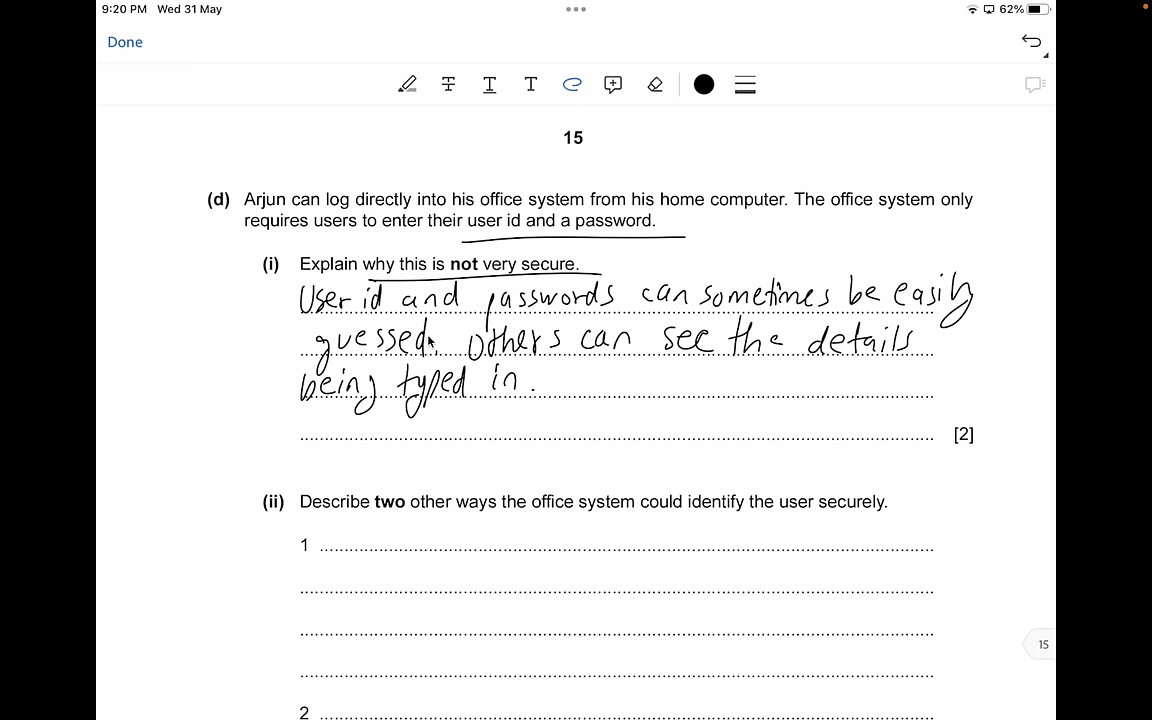 9:20 PM Wed 31 May
62%
Done
T T T
15
(d) Arjun can log directly into his office system from his home computer. The office system only
requires users to enter their user id and a password.
(i) Explain why this is not very secure.
User id and passwords can sometimes be easily
guessed. Others can see the details
being typed in.
[2]
(ii) Describe two other ways the office system could identify the user securely.
1
15
2